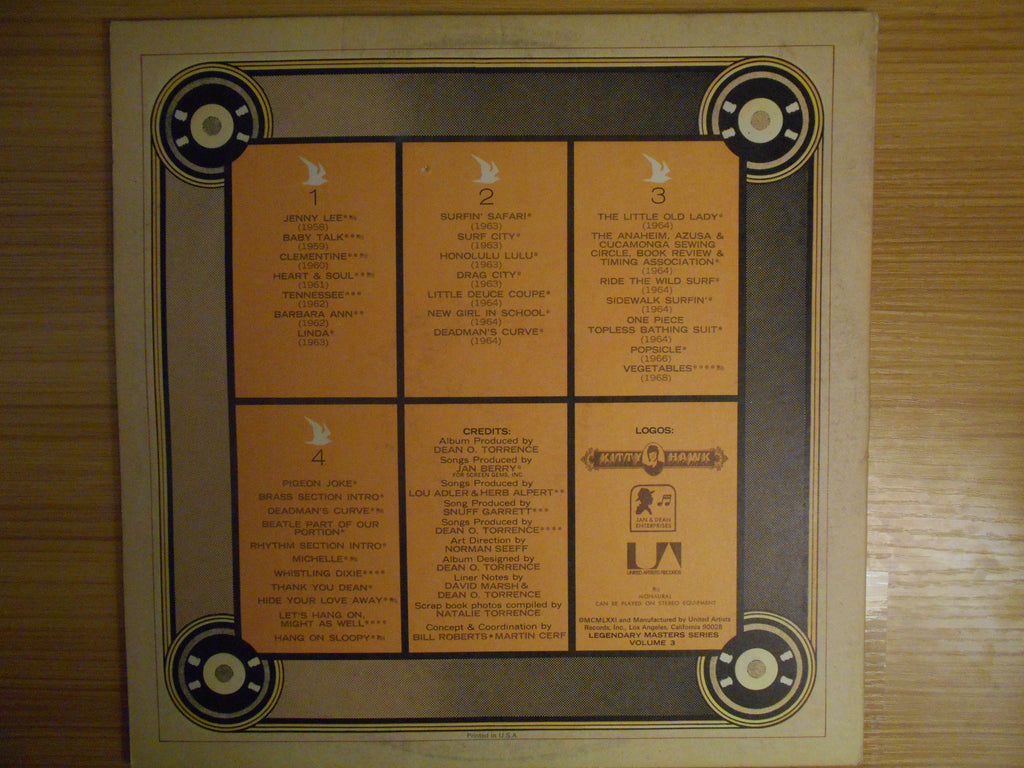 1
JENNY LEE**
(1958)
BABY TALK**
(1959)
CLEMENTINE**
(1960)
HEART & SOUL**
(1961)
TENNESSEE***
(1962)
BARBARA ANN**
(1962)
LINDA*
(1963)
2
SURFIN' SAFARI*
(1963)
SURF CITY*
(1963)
HONOLULU LULU*
(1963)
DRAG CITY*
(1963)
LITTLE DEUCE COUPE*
(1964)
NEW GIRL IN SCHOOL*
(1964)
DEADMAN'S CURVE*
(1964)
3
THE LITTLE OLD LADY*
(1964)
THE ANAHEIM, AZUSA &
CUCAMONGA SEWING
CIRCLE, BOOK REVIEW &
TIMING ASSOCIATION*
(1964)
RIDE THE WILD SURF*
(1964)
SIDEWALK SURFIN'*
(1964)
ONE PIECE
TOPLESS BATHING SUIT*
(1964)
POPSICLE*
(1966)
VEGETABLES****
(1968)
4
PIGEON JOKE*
BRASS SECTION INTRO*
DEADMAN'S CURVE**
BEATLE PART OF OUR
PORTION*
RHYTHM SECTION INTRO*
MICHELLE*
WHISTLING DIXIE****
THANK YOU DEAN*
HIDE YOUR LOVE AWAY**
LET'S HANG ON,
MIGHT AS WELL****
HANG ON SLOOPY**
CREDITS:
Album Produced by
DEAN O. TORRENCE
Songs Produced by
JAN BERRY*
FOR SCREEN GEMS, INC.
Songs Produced by
LOU ADLER & HERB ALPERT**
Song Produced by
SNUFF GARRETT***
Songs Produced by
DEAN O. TORRENCE****
Art Direction by
NORMAN SEEFF
Album Designed by
DEAN O. TORRENCE
Liner Notes by
DAVID MARSH &
DEAN O. TORRENCE
Scrap book photos compiled by
NATALIE TORRENCE
Concept & Coordination by
BILL ROBERTS • MARTIN CERF
LOGOS:
KITTY HAWK
JAN & DEAN
ENTERPRISES
UA
UNITED ARTISTS RECORDS
MONAURAL
CAN BE PLAYED ON STEREO EQUIPMENT
©MCMLXXI and Manufactured by United Artists
Records, Inc., Los Angeles, California 90028
LEGENDARY MASTERS SERIES
VOLUME 3
Printed in U.S.A.